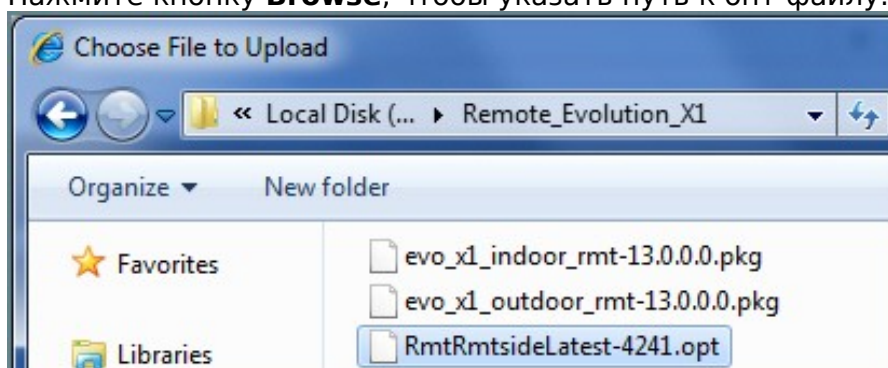 Нажмите кнопку Browse, чтобы указать путь к опт-файлу.
Choose File to Upload
« Local Disk (... ▸ Remote_Evolution_X1
Organize ▾ New folder
Favorites
evo_x1_indoor_rmt-13.0.0.0.pkg
evo_x1_outdoor_rmt-13.0.0.0.pkg
RmtRmtsideLatest-4241.opt
Libraries